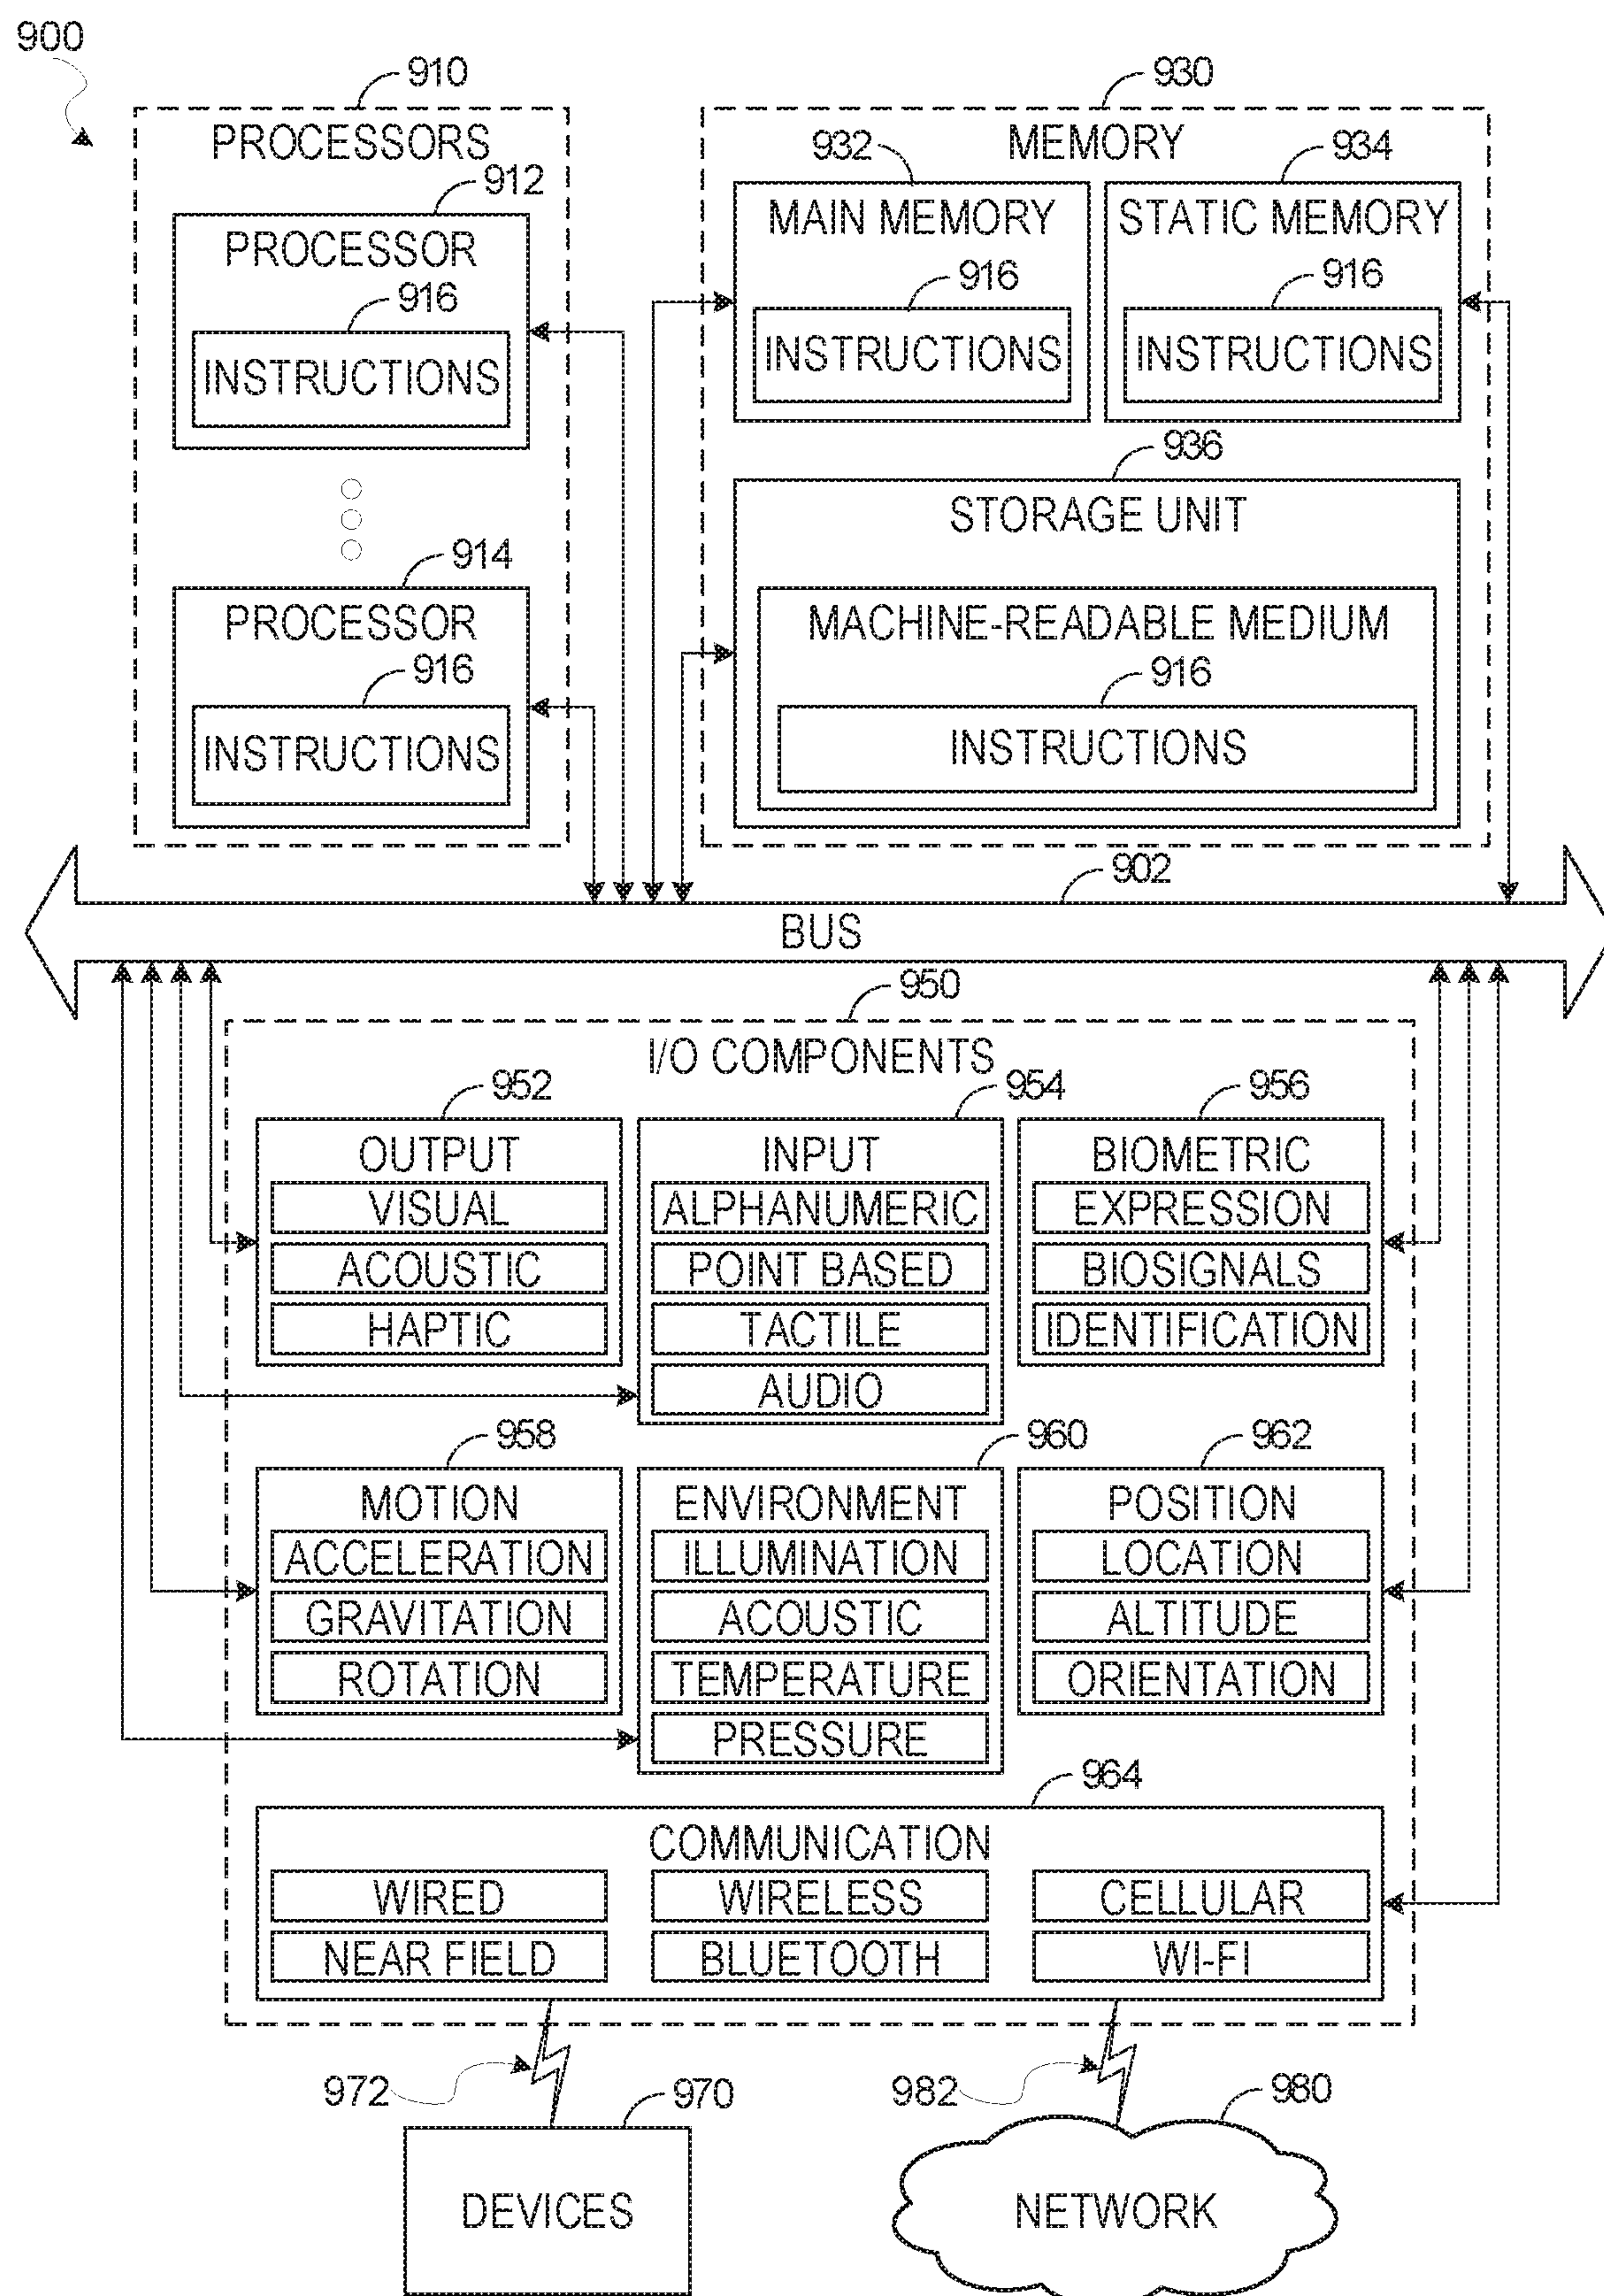 900
910
PROCESSORS
912
PROCESSOR
916
INSTRUCTIONS
914
PROCESSOR
916
INSTRUCTIONS
930
MEMORY
932
MAIN MEMORY
916
INSTRUCTIONS
934
STATIC MEMORY
916
INSTRUCTIONS
936
STORAGE UNIT
MACHINE-READABLE MEDIUM
916
INSTRUCTIONS
902
BUS
950
I/O COMPONENTS
952
OUTPUT
VISUAL
ACOUSTIC
HAPTIC
954
INPUT
ALPHANUMERIC
POINT BASED
TACTILE
AUDIO
956
BIOMETRIC
EXPRESSION
BIOSIGNALS
IDENTIFICATION
958
MOTION
ACCELERATION
GRAVITATION
ROTATION
960
ENVIRONMENT
ILLUMINATION
ACOUSTIC
TEMPERATURE
PRESSURE
962
POSITION
LOCATION
ALTITUDE
ORIENTATION
964
COMMUNICATION
WIRED
WIRELESS
CELLULAR
NEAR FIELD
BLUETOOTH
WI-FI
972
970
DEVICES
982
980
NETWORK